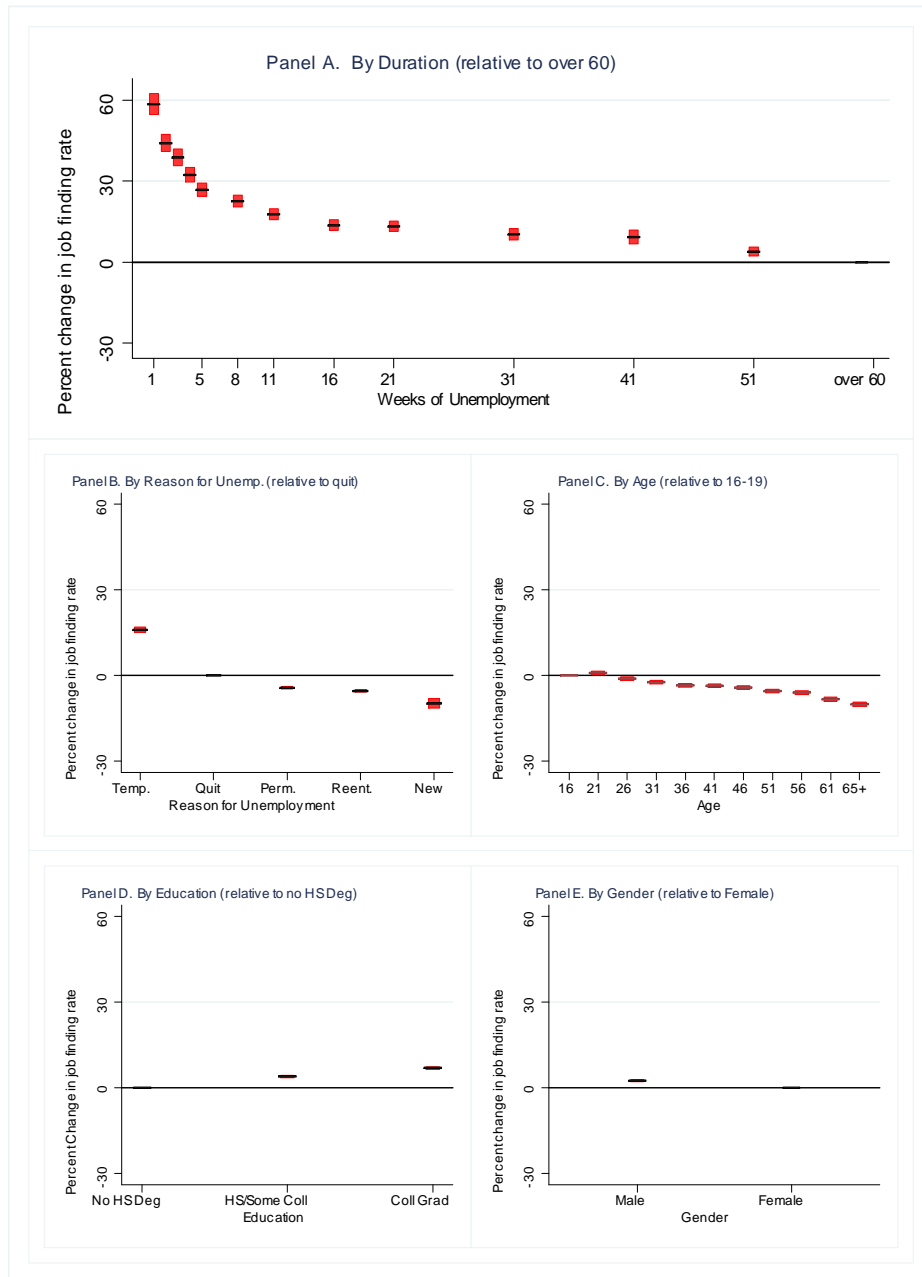 Panel A. By Duration (relative to over 60)
Percent change in job finding rate
60
30
0
-30
1 5 8 11 16 21 31 41 51 over 60
Weeks of Unemployment
Panel B. By Reason for Unemp. (relative to quit)
Percent change in job finding rate
60
30
0
-30
Temp. Quit Perm. Reent. New
Reason for Unemployment
Panel C. By Age (relative to 16-19)
Percent change in job finding rate
60
30
0
-30
16 21 26 31 36 41 46 51 56 61 65+
Age
Panel D. By Education (relative to no HS Deg)
Percent Change in job finding rate
60
30
0
-30
No HS Deg HS/Some Coll Coll Grad
Education
Panel E. By Gender (relative to Female)
Percent change in job finding rate
60
30
0
-30
Male Female
Gender